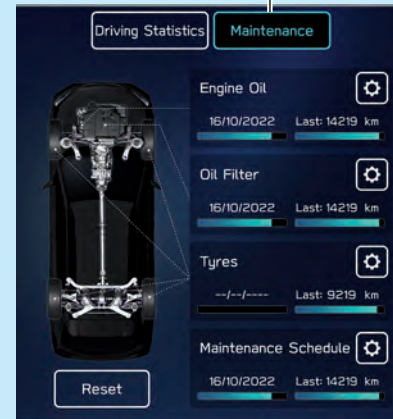 Driving Statistics Maintenance
Engine Oil
16/10/2022 Last: 14219 km
Oil Filter
16/10/2022 Last: 14219 km
Tyres
--/--/---- Last: 9219 km
Maintenance Schedule
16/10/2022 Last: 14219 km
Reset